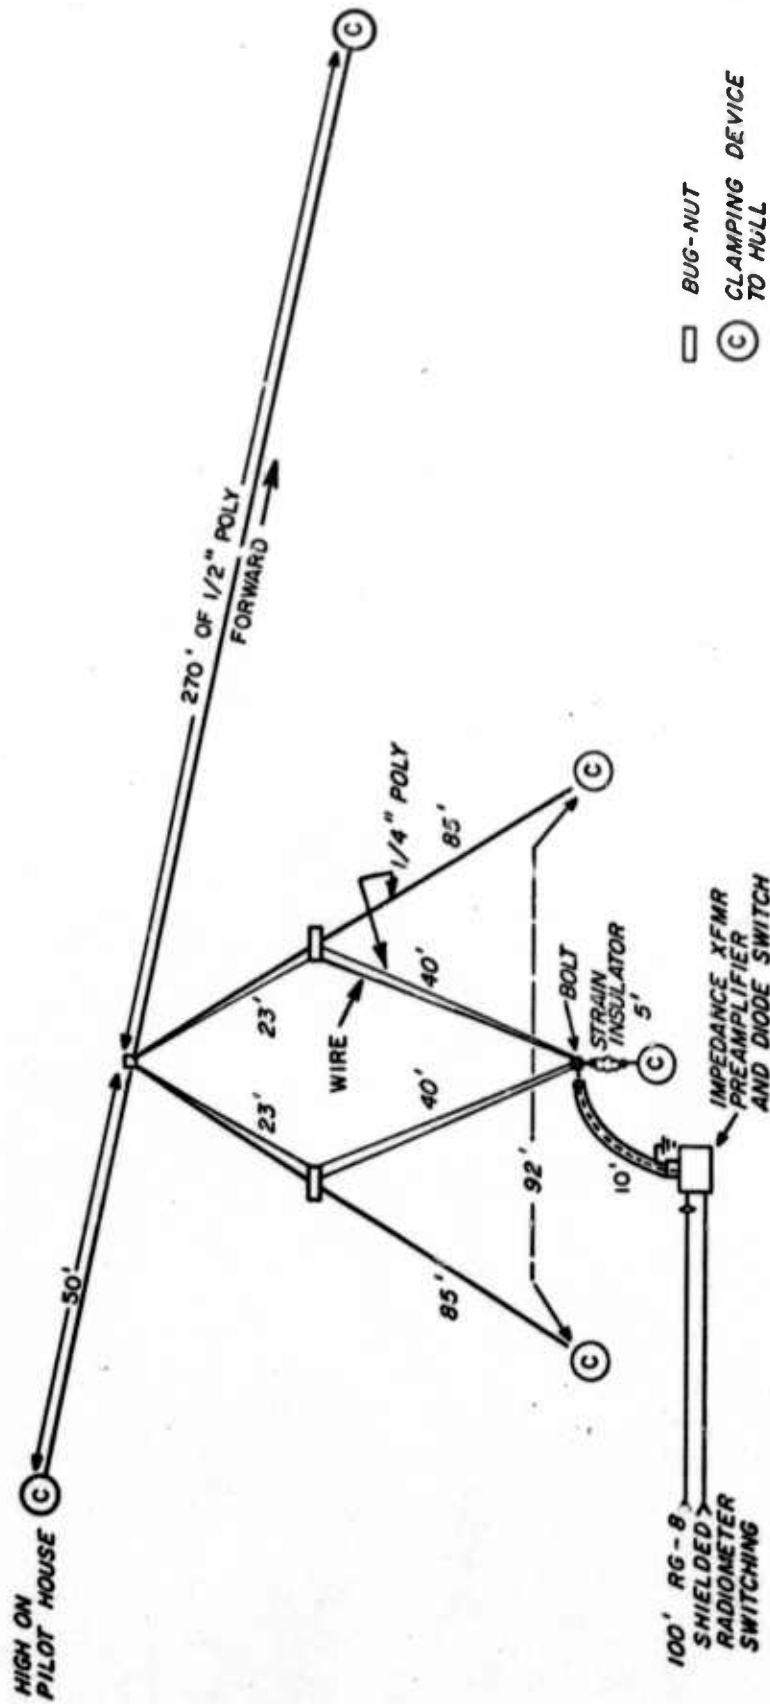 HIGH ON
PILOT HOUSE
C
50'
270' OF 1/2" POLY
FORWARD
C
23'
23'
WIRE
1/4" POLY
40'
40'
85'
85'
92'
C
C
BOLT
STRAIN
INSULATOR
5'
C
10'
IMPEDANCE XFMR
PREAMPLIFIER
AND DIODE SWITCH
100' RG-8
SHIELDED
RADIOMETER
SWITCHING
BUG-NUT
C CLAMPING DEVICE
TO HULL